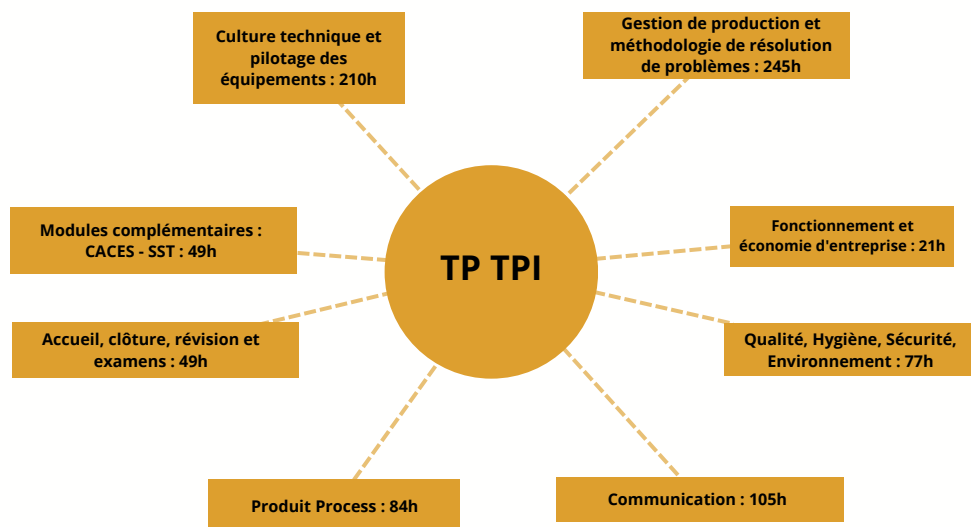 Culture technique et
pilotage des
équipements : 210h
Gestion de production et
méthodologie de résolution
de problèmes : 245h
Modules complémentaires :
CACES - SST : 49h
TP TPI
Fonctionnement et
économie d'entreprise : 21h
Accueil, clôture, révision et
examens : 49h
Qualité, Hygiène, Sécurité,
Environnement : 77h
Produit Process : 84h
Communication : 105h